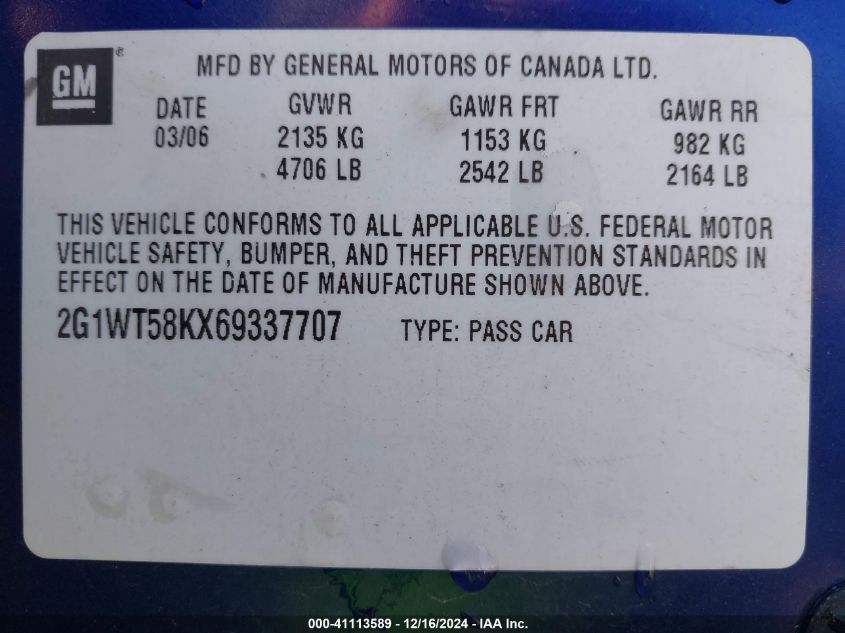 GM ®
MFD BY GENERAL MOTORS OF CANADA LTD.
DATE GVWR GAWR FRT GAWR RR
03/06 2135 KG 1153 KG 982 KG
4706 LB 2542 LB 2164 LB
THIS VEHICLE CONFORMS TO ALL APPLICABLE U.S. FEDERAL MOTOR
VEHICLE SAFETY, BUMPER, AND THEFT PREVENTION STANDARDS IN
EFFECT ON THE DATE OF MANUFACTURE SHOWN ABOVE.
2G1WT58KX69337707 TYPE: PASS CAR
000-41113589 - 12/16/2024 - IAA Inc.